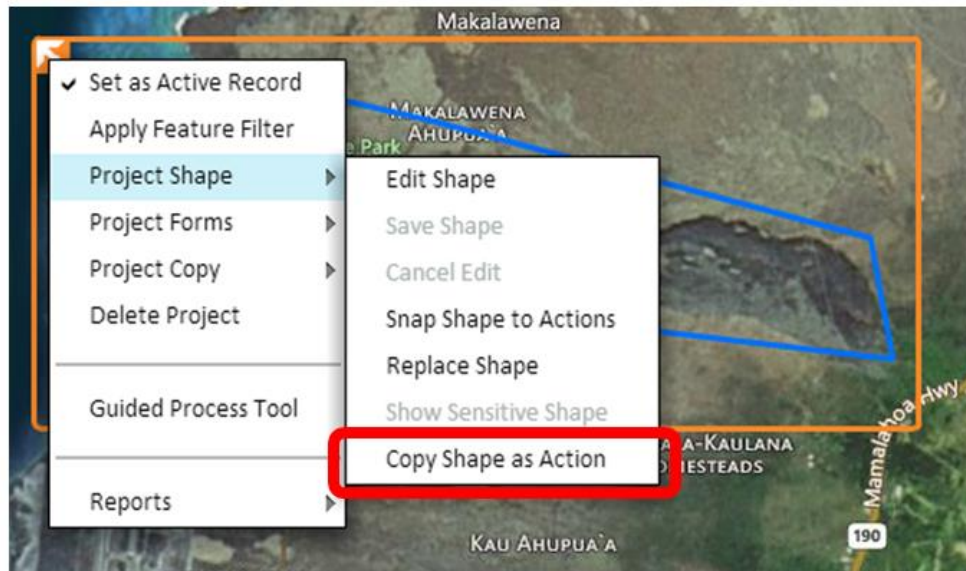 Makalawena
MAKALAWENA
AHUPUA`A
e Park
✓ Set as Active Record
Apply Feature Filter
Project Shape
Project Forms
Project Copy
Delete Project
Guided Process Tool
Reports
Edit Shape
Save Shape
Cancel Edit
Snap Shape to Actions
Replace Shape
Show Sensitive Shape
Copy Shape as Action
A-KAULANA
ESTEADS
Mamalahoa Hwy
190
KAU AHUPUA`A